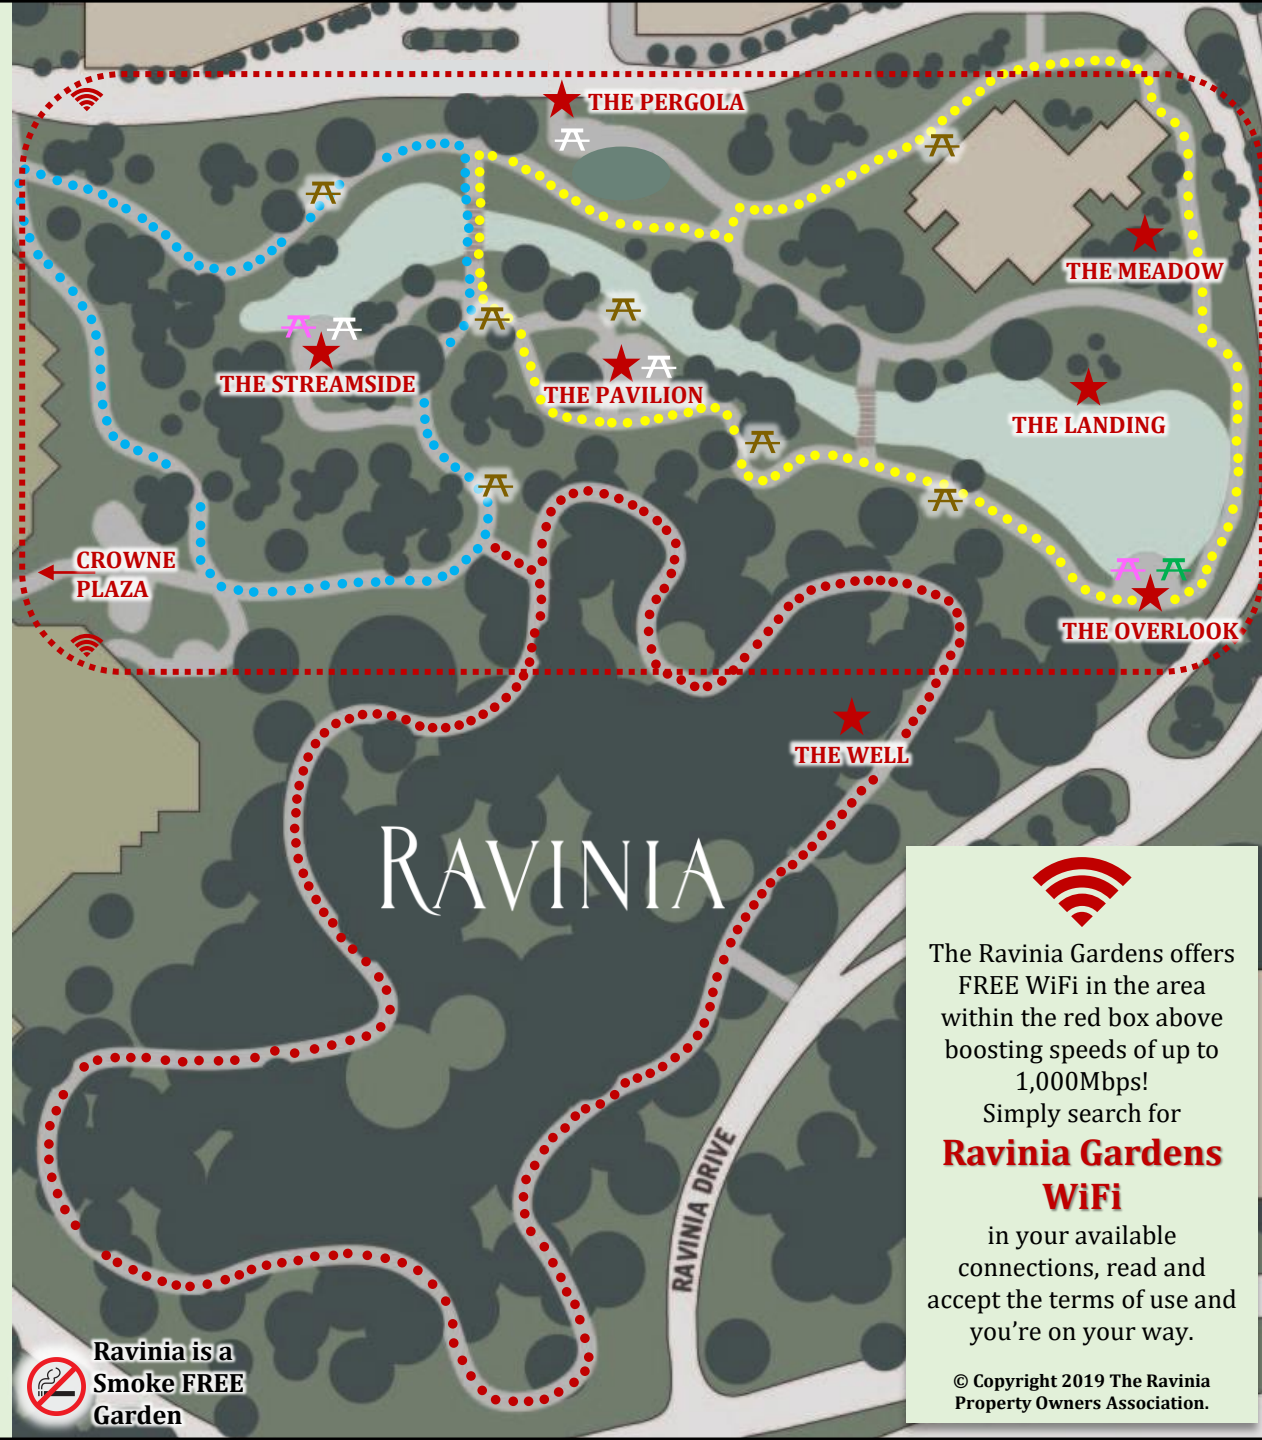 THE PERGOLA
THE MEADOW
THE STREAMSIDE
THE PAVILION
THE LANDING
CROWNE
PLAZA
THE OVERLOOK
THE WELL
RAVINIA
RAVINIA DRIVE
The Ravinia Gardens offers
FREE WiFi in the area
within the red box above
boosting speeds of up to
1,000Mbps!
Simply search for
Ravinia Gardens
WiFi
in your available
connections, read and
accept the terms of use and
you’re on your way.
© Copyright 2019 The Ravinia
Property Owners Association.
Ravinia is a
Smoke FREE
Garden